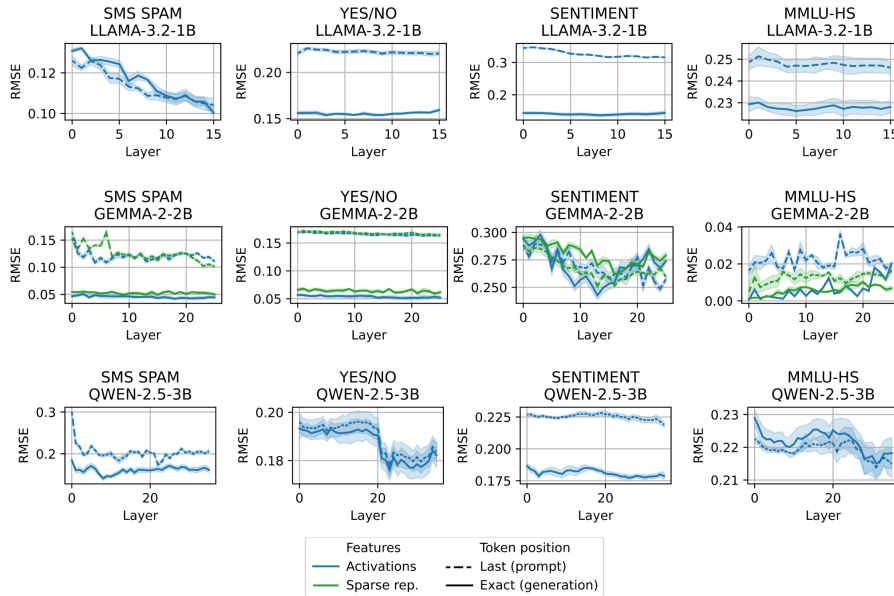 SMS SPAM
LLAMA-3.2-1B
YES/NO
LLAMA-3.2-1B
SENTIMENT
LLAMA-3.2-1B
MMLU-HS
LLAMA-3.2-1B
RMSE
0.12
0.10
0
5
10
15
Layer
RMSE
0.20
0.15
0
5
10
15
Layer
RMSE
0.3
0.2
0
5
10
15
Layer
RMSE
0.25
0.23
0
5
10
15
Layer
SMS SPAM
GEMMA-2-2B
YES/NO
GEMMA-2-2B
SENTIMENT
GEMMA-2-2B
MMLU-HS
GEMMA-2-2B
RMSE
0.15
0.10
0.05
0
20
Layer
RMSE
0.15
0.10
0.05
0
20
Layer
RMSE
0.300
0.275
0.250
0
20
Layer
RMSE
0.04
0.02
0.00
0
20
Layer
SMS SPAM
QWEN-2.5-3B
YES/NO
QWEN-2.5-3B
SENTIMENT
QWEN-2.5-3B
MMLU-HS
QWEN-2.5-3B
RMSE
0.3
0.2
0
20
Layer
RMSE
0.20
0.18
0
20
Layer
RMSE
0.225
0.200
0.175
0
20
Layer
RMSE
0.23
0.22
0.21
0
20
Layer
Features
Activations
Sparse rep.
Token position
Last (prompt)
Exact (generation)